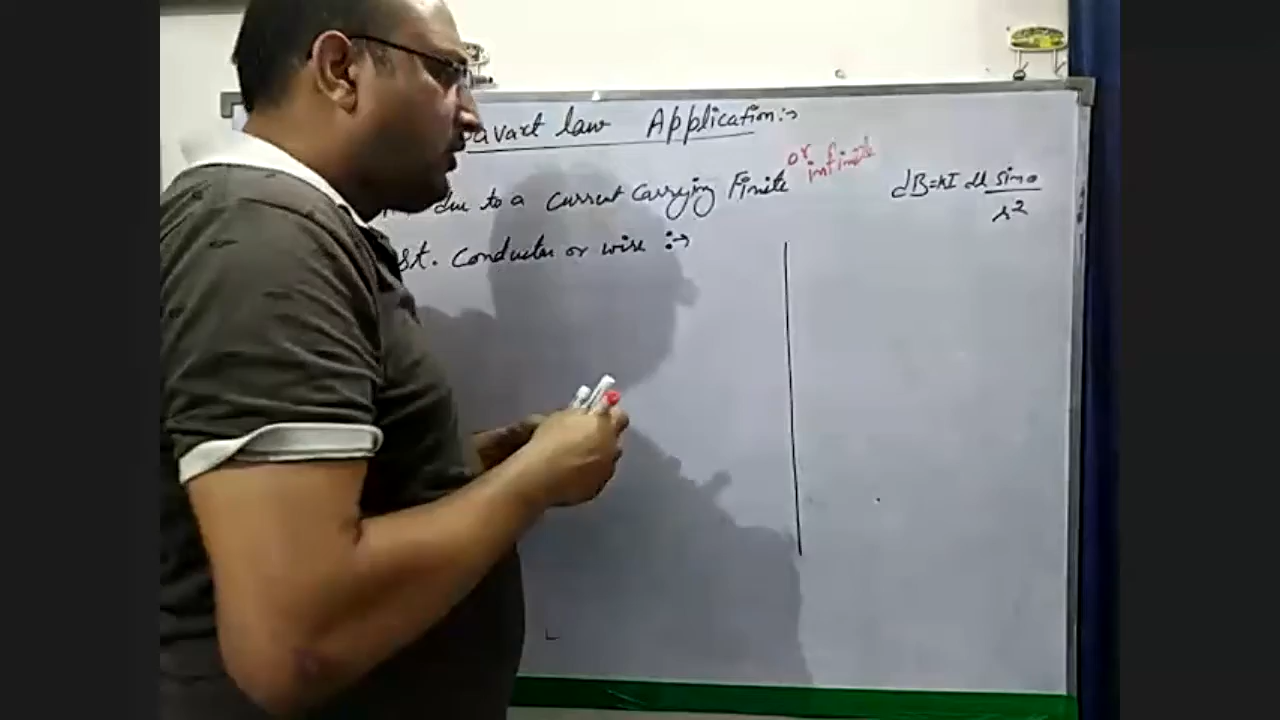 avart law Application :→
due to a Current Carrying Finite or infinite
st. Conductor or wire :→
dB = KI dl sinθ
r²